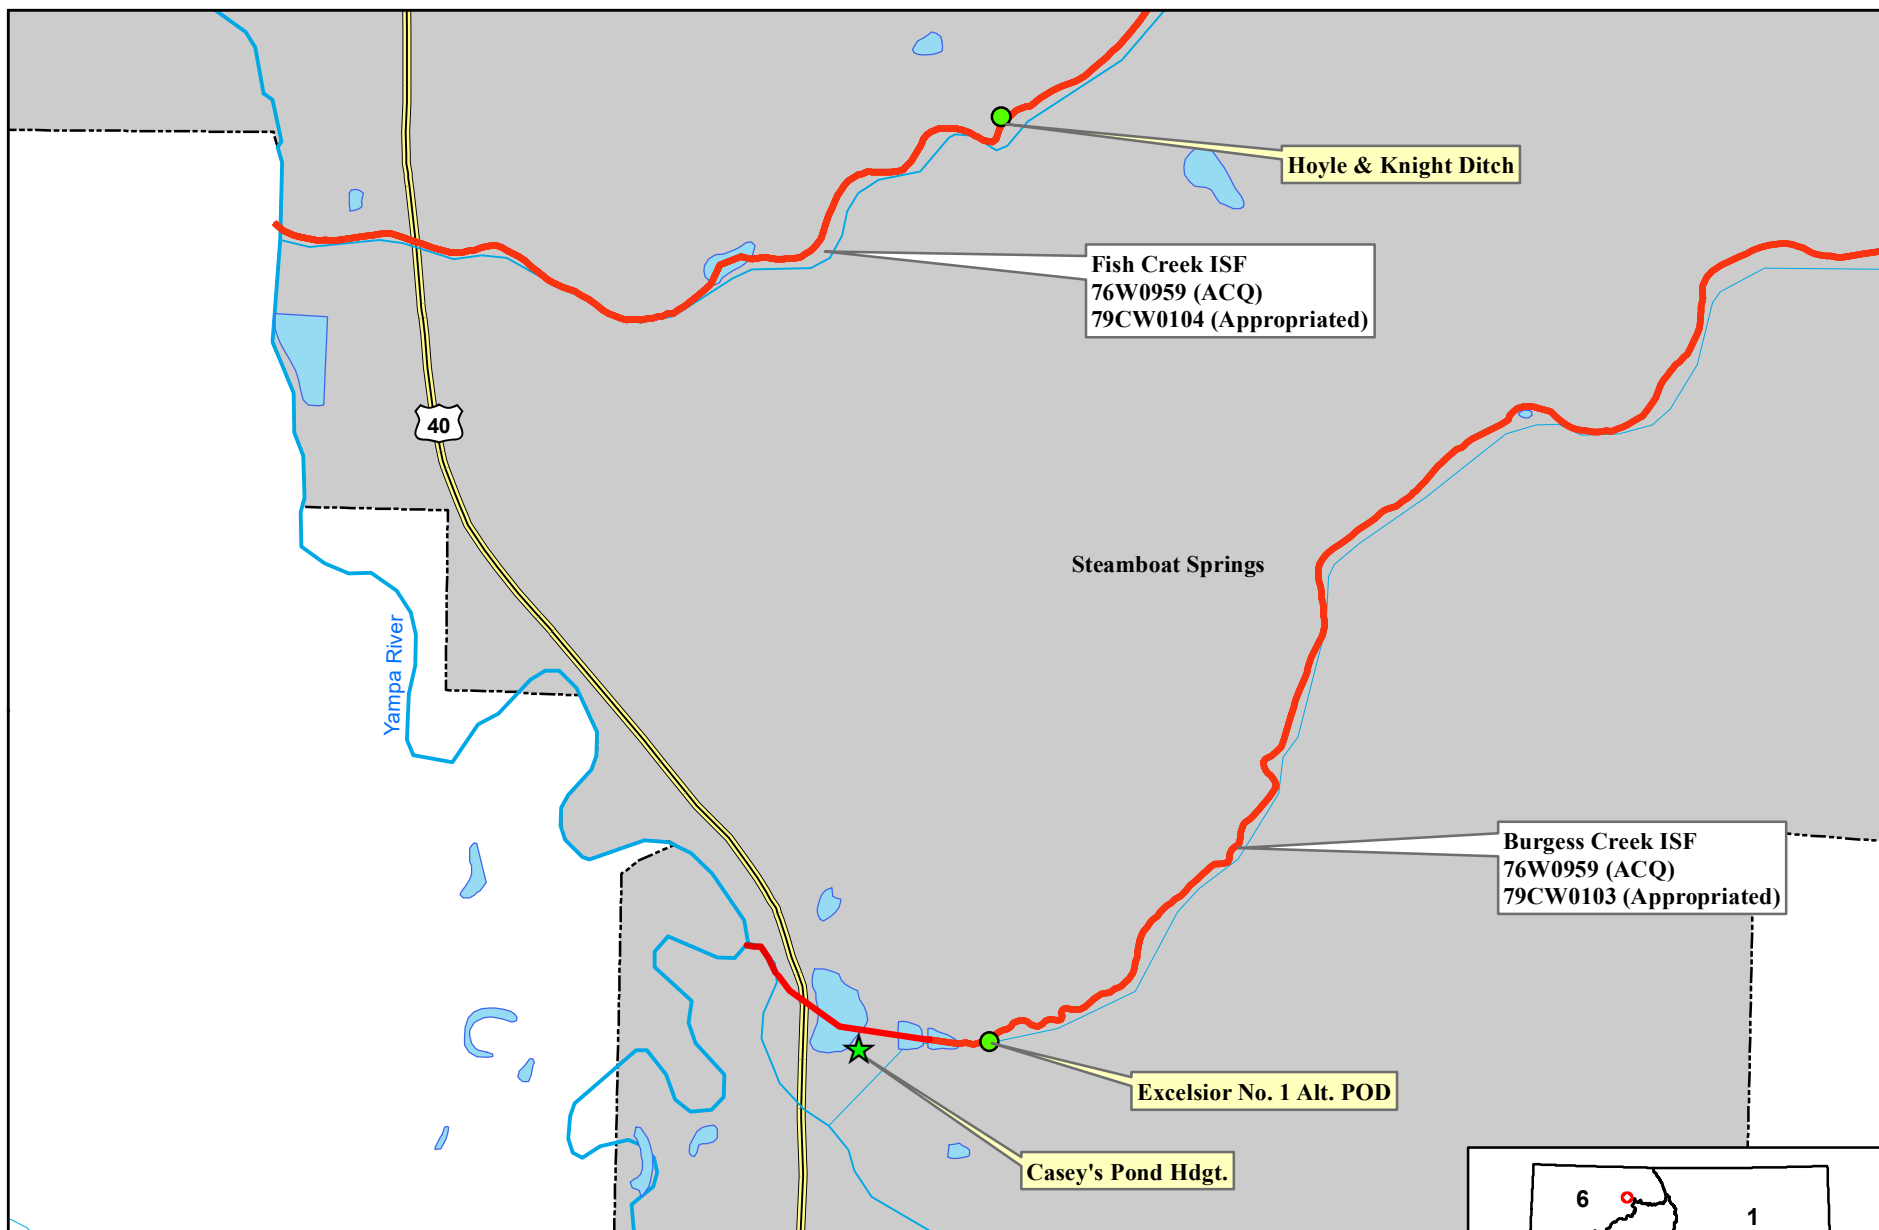 Hoyle & Knight Ditch
Fish Creek ISF
76W0959 (ACQ)
79CW0104 (Appropriated)
40
Steamboat Springs
Yampa River
Burgess Creek ISF
76W0959 (ACQ)
79CW0103 (Appropriated)
Excelsior No. 1 Alt. POD
Casey's Pond Hdgt.
6
1